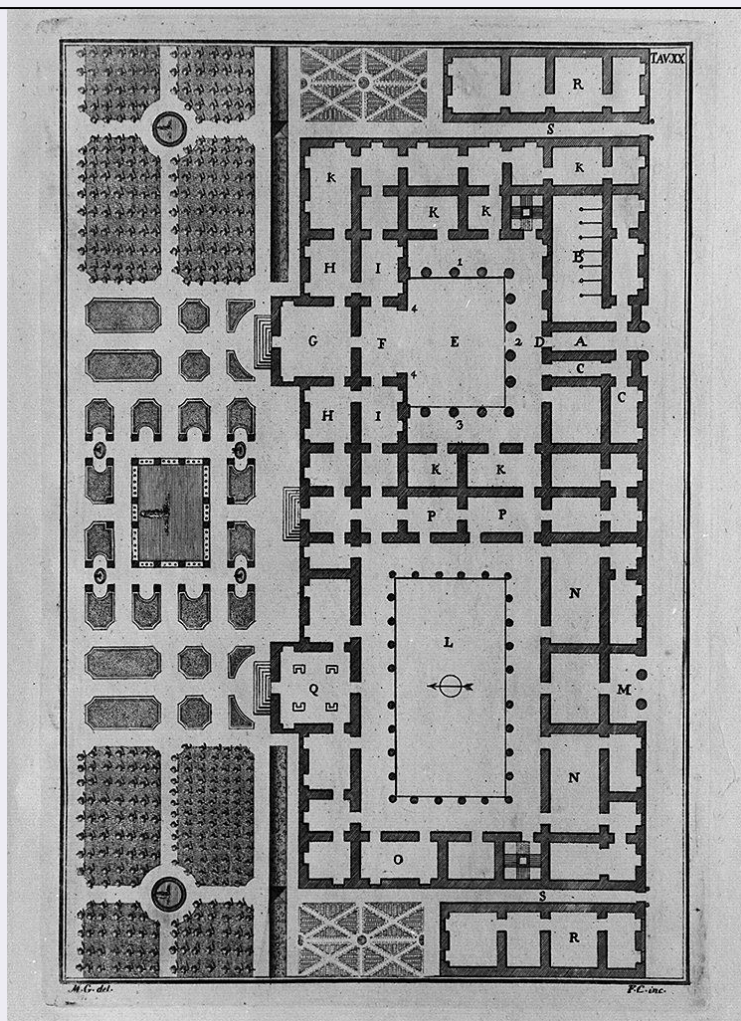 TAV.XX
R
S
K K
K K
B
H I 1
4
G F E 2 D A
C
4
H I C
3
K K
P P
N
L
Q M
N
O
S
R
M.G. del. F.C. inc.